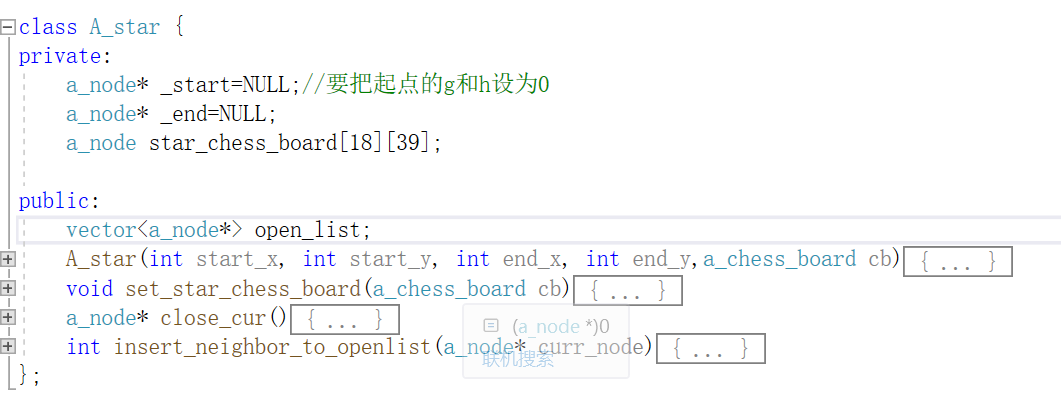 class A_star {
private:
a_node* _start=NULL;//要把起点的g和h设为0
a_node* _end=NULL;
a_node star_chess_board[18][39];
public:
vector<a_node*> open_list;
A_star(int start_x, int start_y, int end_x, int end_y,a_chess_board cb){ ... }
void set_star_chess_board(a_chess_board cb){ ... }
a_node* close_cur(){ ... }
(a_node *)0
int insert_neighbor_to_openlist(a_node* curr_node){ ... }
联机搜索
};